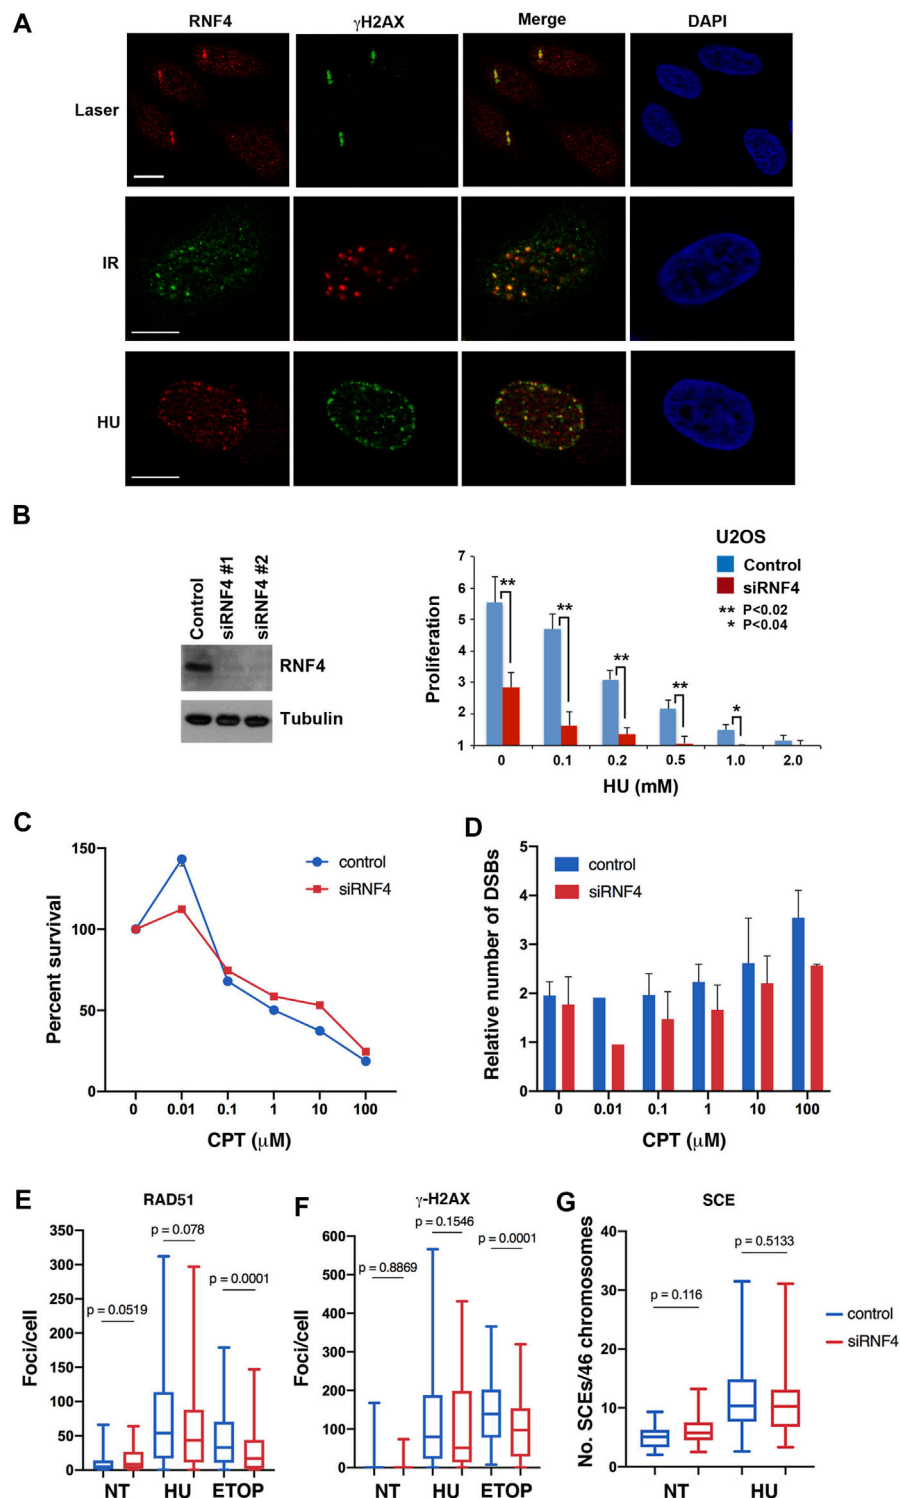 A
RNF4 γH2AX Merge DAPI
Laser
IR
HU
B
Control
siRNF4 #1
siRNF4 #2
RNF4
Tubulin
U2OS
Control
siRNF4
** P<0.02
* P<0.04
Proliferation
7
6
5
4
3
2
1
** ** ** ** *
0 0.1 0.2 0.5 1.0 2.0
HU (mM)
C
Percent survival
150
100
50
0
control
siRNF4
0 0.01 0.1 1 10 100
CPT (μM)
D
Relative number of DSBs
5
4
3
2
1
0
control
siRNF4
0 0.01 0.1 1 10 100
CPT (μM)
E
RAD51
Foci/cell
350
300
250
200
150
100
50
0
p = 0.078
p = 0.0001
p = 0.0519
NT HU ETOP
F
γ-H2AX
Foci/cell
600
500
400
300
200
100
0
p = 0.1546
p = 0.0001
p = 0.8869
NT HU ETOP
G
SCE
No. SCEs/46 chromosomes
40
30
20
10
0
p = 0.5133
p = 0.116
NT HU
control
siRNF4